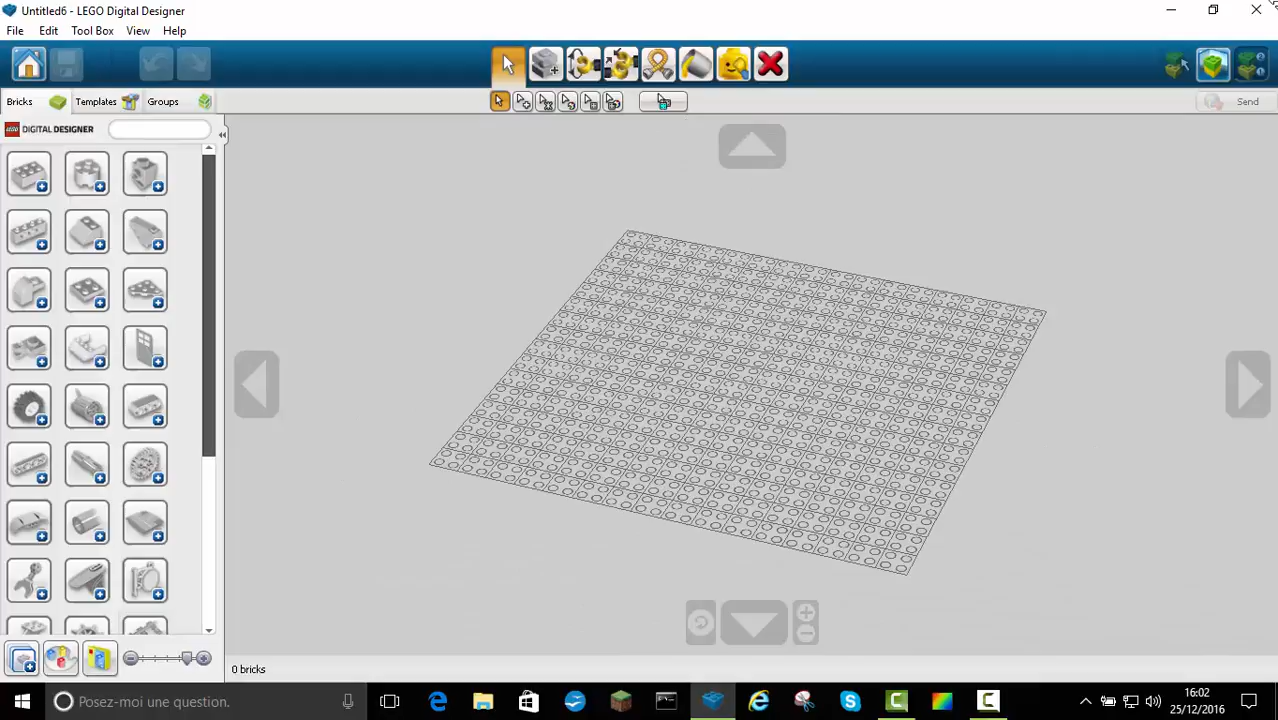 Untitled6 - LEGO Digital Designer
File Edit Tool Box View Help
Bricks Templates Groups
Send
LEGO DIGITAL DESIGNER
0 bricks
Posez-moi une question.
16:02
25/12/2016